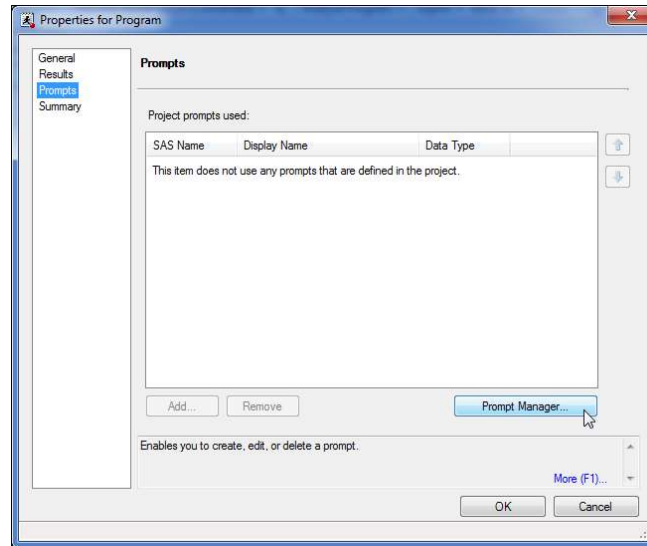 Properties for Program
General
Results
Prompts
Summary
Prompts
Project prompts used:
SAS Name Display Name Data Type
This item does not use any prompts that are defined in the project.
Add... Remove Prompt Manager...
Enables you to create, edit, or delete a prompt.
More (F1)...
OK Cancel